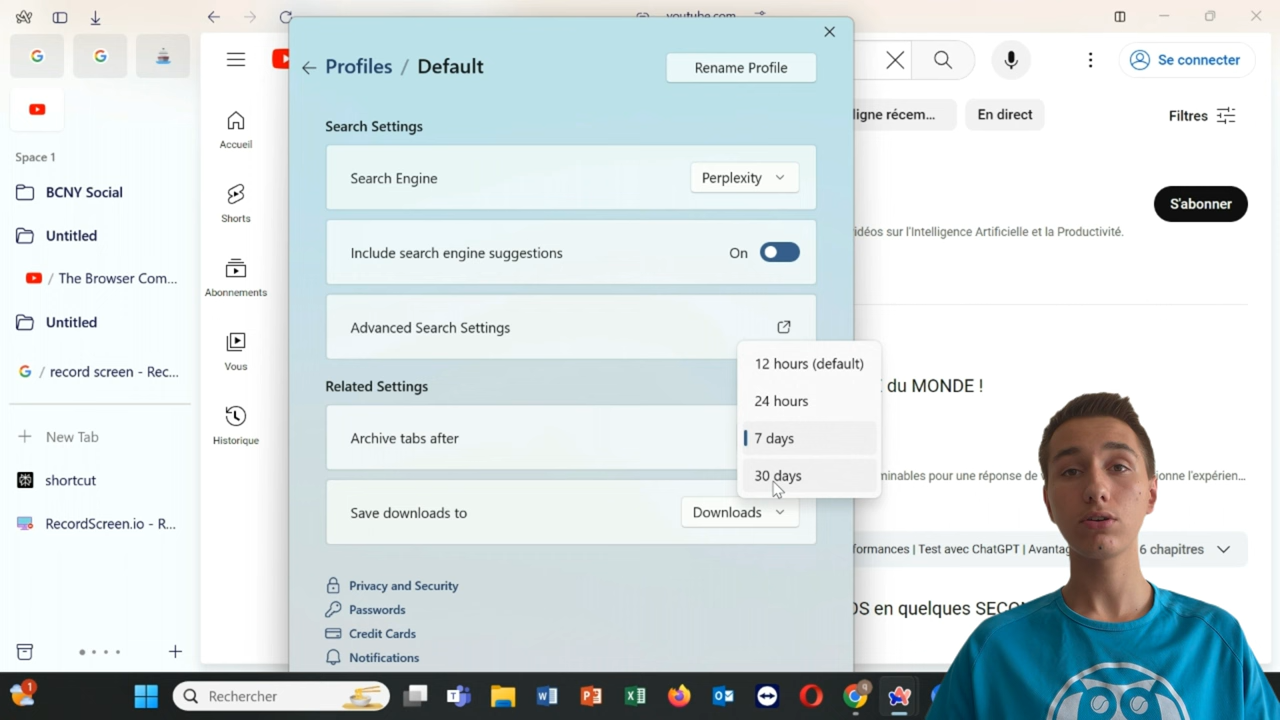 youtube.com
Space 1
BCNY Social
Untitled
/ The Browser Com...
Untitled
/ record screen - Rec...
New Tab
shortcut
RecordScreen.io - R...
Accueil
Shorts
Abonnements
Vous
Historique
Profiles / Default
Rename Profile
Search Settings
Search Engine
Perplexity
Include search engine suggestions
On
Advanced Search Settings
Related Settings
Archive tabs after
12 hours (default)
24 hours
7 days
30 days
Save downloads to
Downloads
Privacy and Security
Passwords
Credit Cards
Notifications
Se connecter
ligne récem...
En direct
Filtres
S'abonner
vidéos sur l'Intelligence Artificielle et la Productivité.
du MONDE !
minables pour une réponse de
jonne l'expérien...
formances | Test avec ChatGPT | Avantag
6 chapitres
OS en quelques SECO
1
Rechercher
q